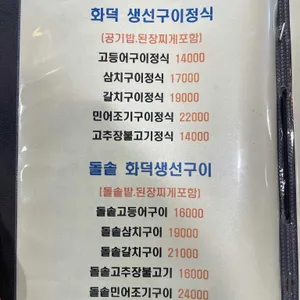 화덕 생선구이정식
(공기밥.된장찌게포함)
고등어구이정식 14000
삼치구이정식 17000
갈치구이정식 19000
민어조기구이정식 22000
고추장불고기정식 14000
돌솥 화덕생선구이
(돌솥밥.된장찌게포함)
돌솥고등어구이 16000
돌솥삼치구이 19000
돌솥갈치구이 21000
돌솥고추장불고기 16000
돌솥민어조기구이 24000